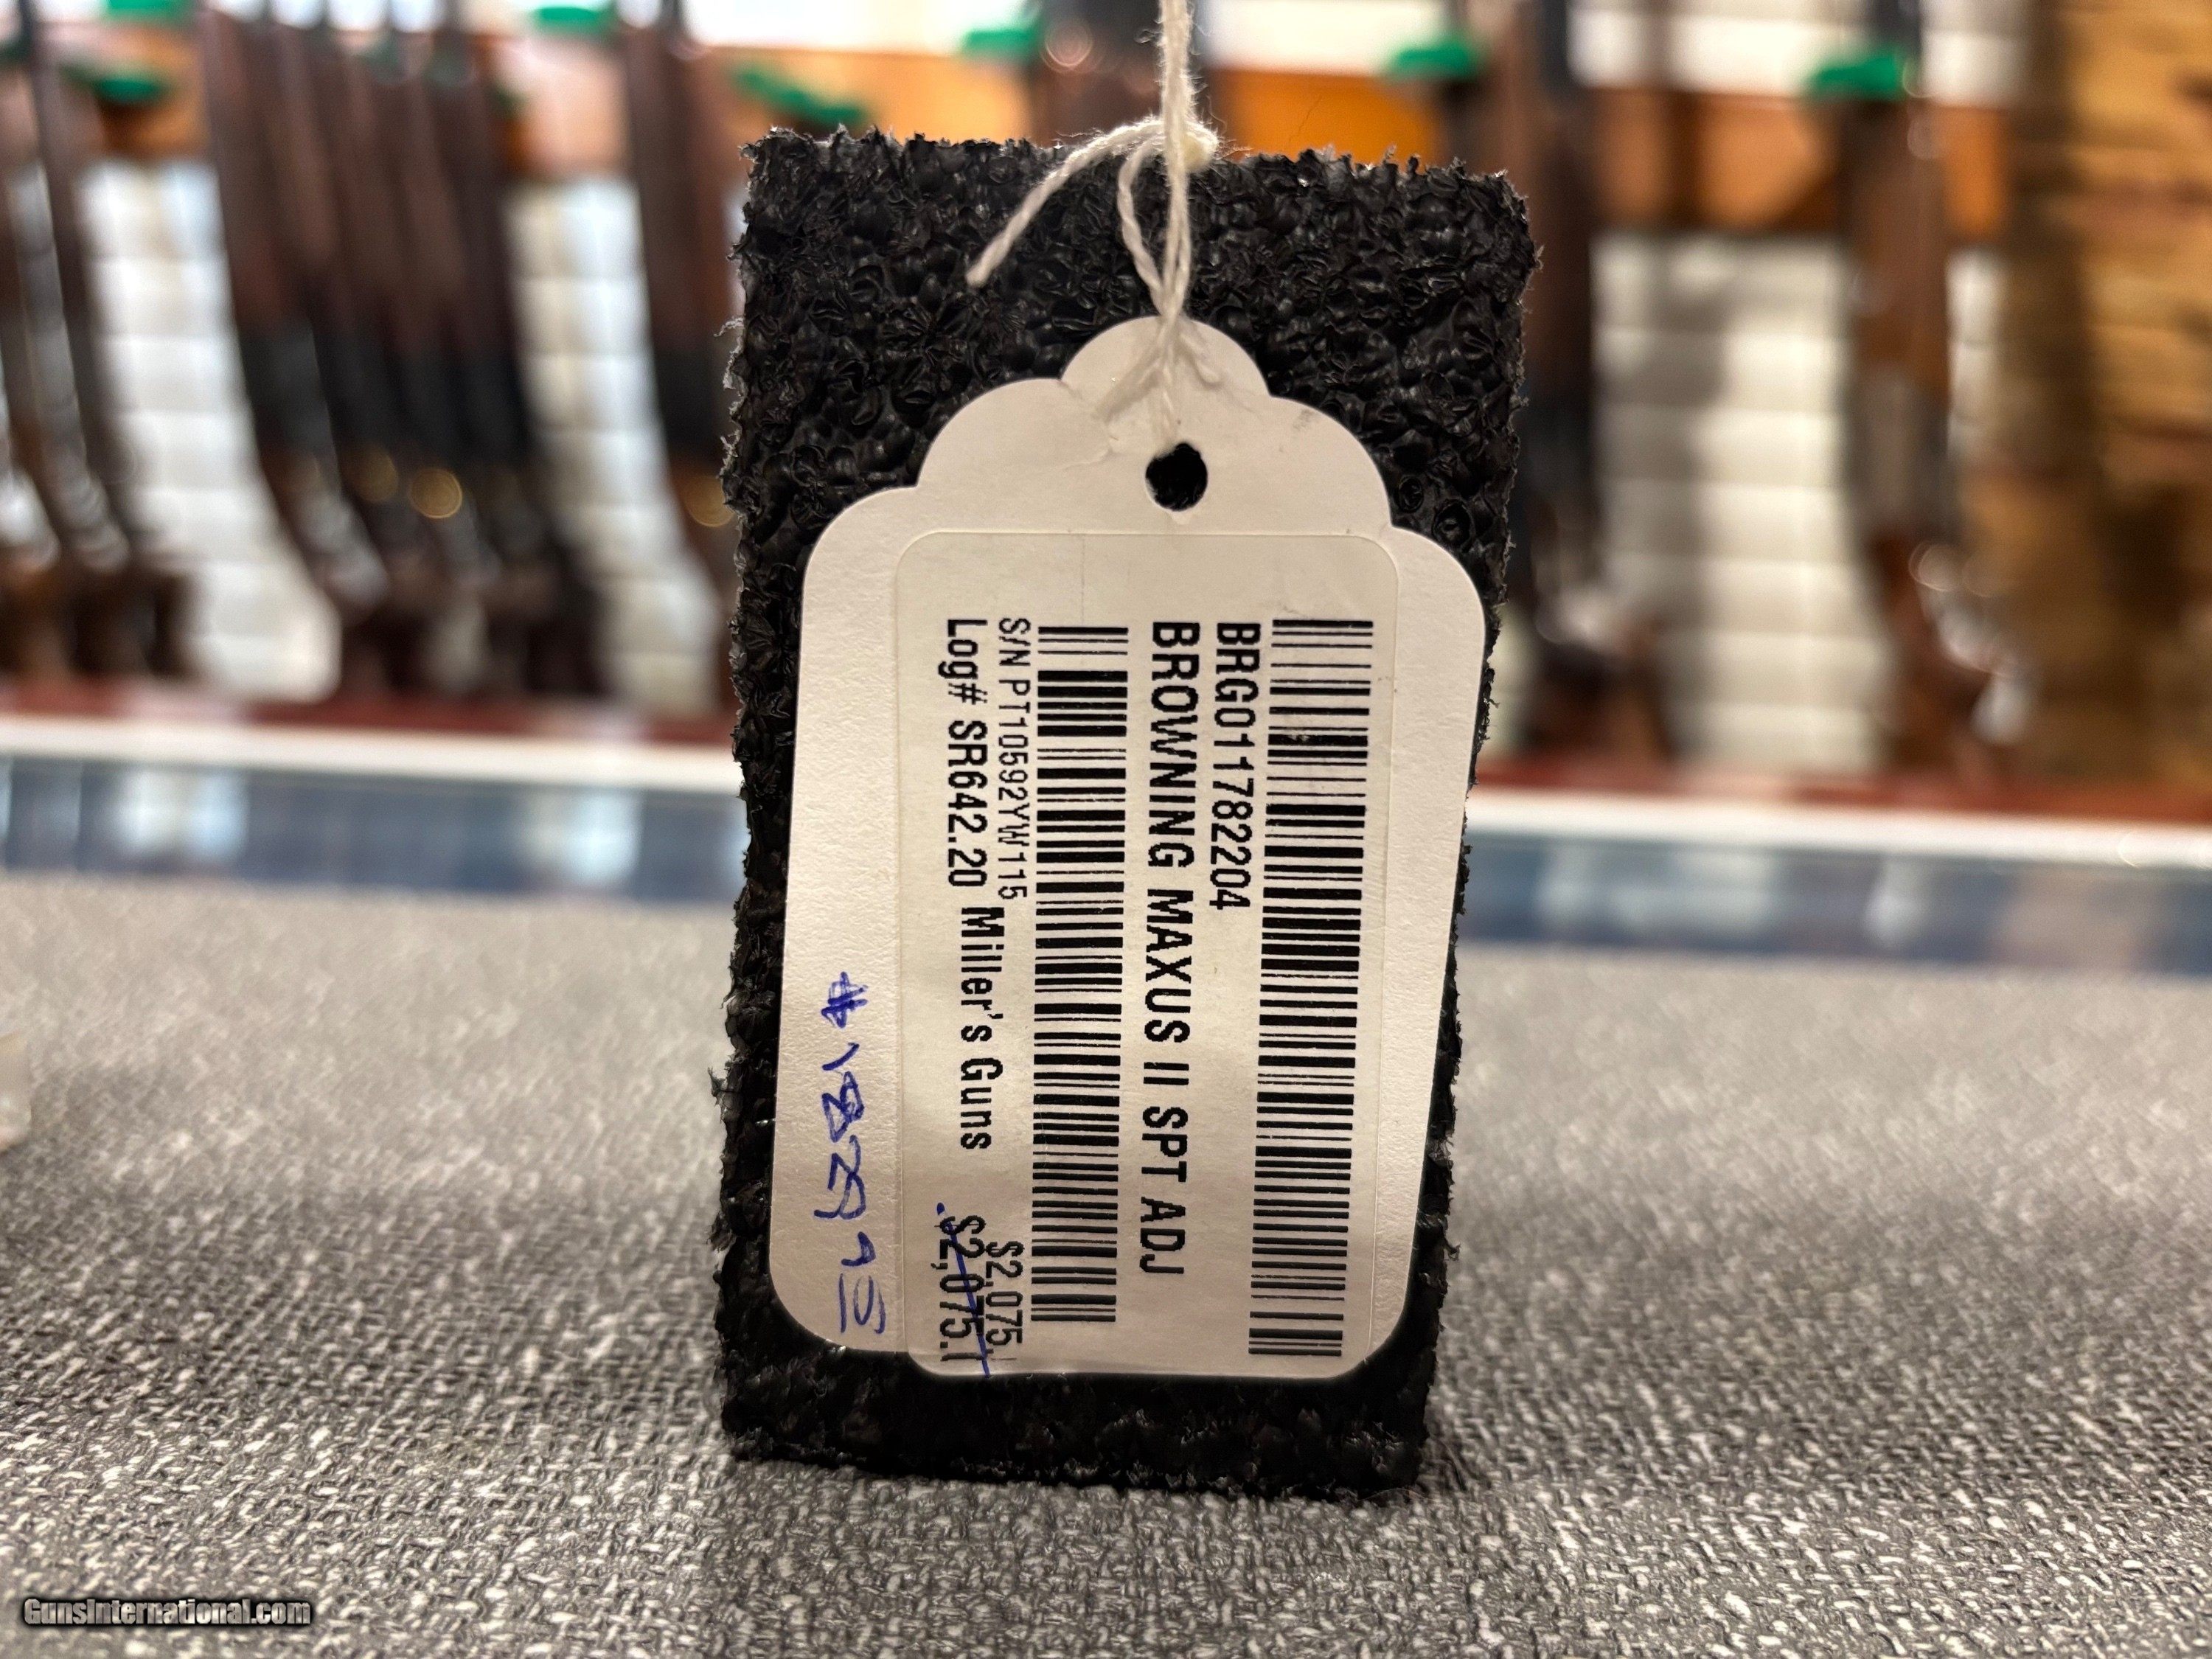 BRG011782204
BROWNING MAXUS II SPT ADJ
S/N PT10592YW115 $2,075.
Log# SR642.20 Miller's Guns $2,075.
GunsInternational.com